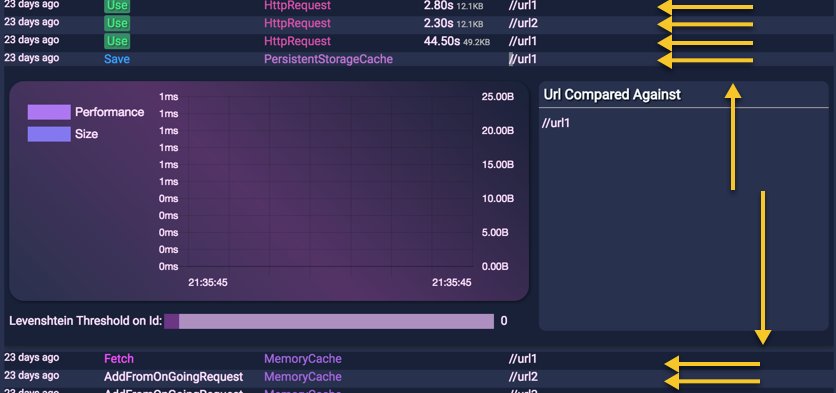 23 days ago Use HttpRequest 2.80s 12.1KB //url1
23 days ago Use HttpRequest 2.30s 12.1KB //url2
23 days ago Use HttpRequest 44.50s 49.2KB //url1
23 days ago Save PersistentStorageCache //url1
Performance
Size
1ms
1ms
1ms
1ms
1ms
1ms
0ms
0ms
0ms
0ms
0ms
25.00B
20.00B
15.00B
10.00B
5.00B
0.00B
21:35:45 21:35:45
Url Compared Against
//url1
Levenshtein Threshold on Id: 0
23 days ago Fetch MemoryCache //url1
23 days ago AddFromOnGoingRequest MemoryCache //url2
23 days ago AddFromOnGoingRequest MemoryCache